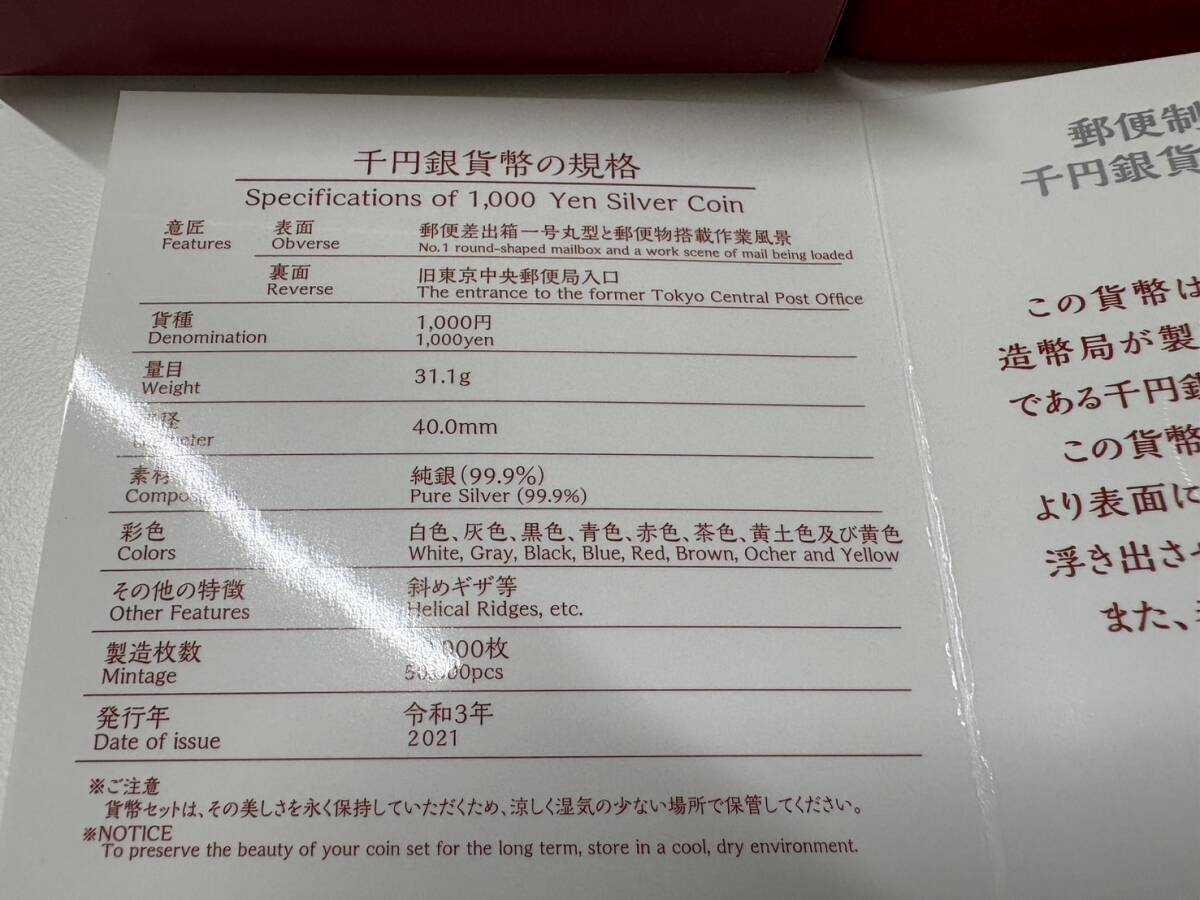 千円銀貨幣の規格
Specifications of 1,000 Yen Silver Coin
意匠 表面 郵便差出箱一号丸型と郵便物搭載作業風景
Features Obverse No.1 round-shaped mailbox and a work scene of mail being loaded
裏面 旧東京中央郵便局入口
Reverse The entrance to the former Tokyo Central Post Office
貨種 1,000円
Denomination 1,000yen
量目
Weight 31.1g
径
40.0mm
素材 純銀(99.9%)
Pure Silver (99.9%)
彩色 白色、灰色、黒色、青色、赤色、茶色、黄土色及び黄色
Colors White, Gray, Black, Blue, Red, Brown, Ocher and Yellow
その他の特徴 斜めギザ等
Other Features Helical Ridges, etc.
製造枚数 000枚
Mintage 50,000pcs
発行年 令和3年
Date of issue 2021
※ご注意
貨幣セットは、その美しさを永く保持していただくため、涼しく湿気の少ない場所で保管してください。
※NOTICE
To preserve the beauty of your coin set for the long term, store in a cool, dry environment.
郵便制
千円銀貨
この貨幣は
造幣局が製
である千円銀
この貨幣
より表面に
浮き出させ
また、